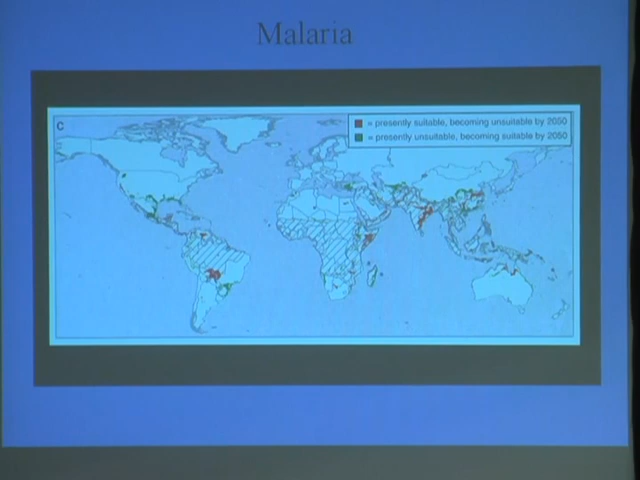 Malaria
C
= presently suitable, becoming unsuitable by 2050
= presently unsuitable, becoming suitable by 2050